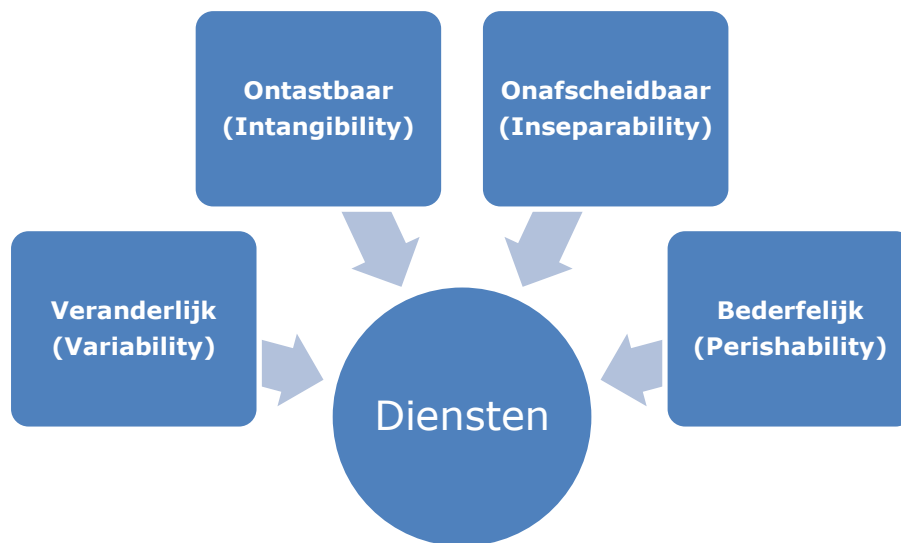 Ontastbaar
(Intangibility)
Onafscheidbaar
(Inseparability)
Veranderlijk
(Variability)
Bederfelijk
(Perishability)
Diensten